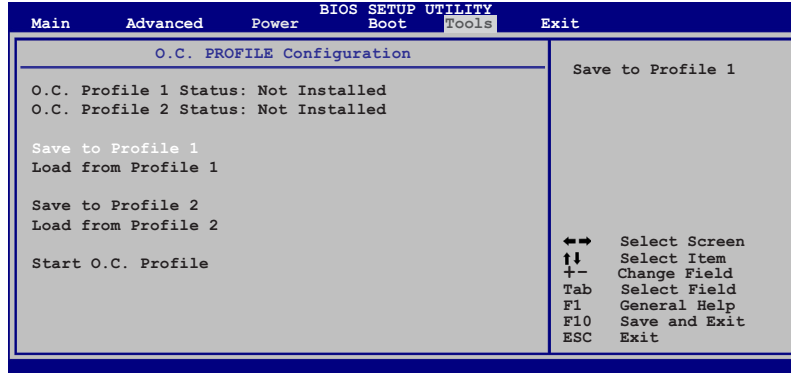 BIOS SETUP UTILITY
Main Advanced Power Boot Tools Exit
O.C. PROFILE Configuration
O.C. Profile 1 Status: Not Installed
O.C. Profile 2 Status: Not Installed
Save to Profile 1
Load from Profile 1
Save to Profile 2
Load from Profile 2
Start O.C. Profile
Save to Profile 1
←→ Select Screen
↑↓ Select Item
+- Change Field
Tab Select Field
F1 General Help
F10 Save and Exit
ESC Exit